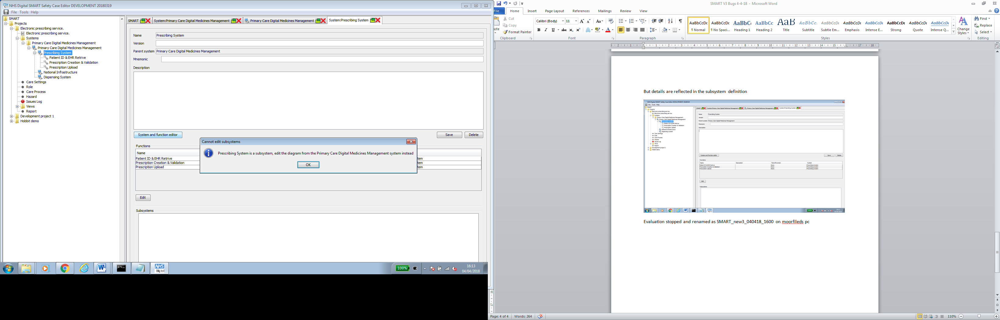 NHS Digital SMART Safety Case Editor DEVELOPMENT 20180319
File Tools Help
SMART
Projects
Electronic prescribing service.
Electronic prescribing service.
Systems
Primary Care Digital Medicines Management
Primary Care Digital Medicines Management
Prescribing System
Patient ID & EHR Retrive
Prescription Creation & Validation
Prescription Upload
National Infrastructure
Dispensing System
Care Settings
Role
Care Process
Hazard
Issues Log
Views
Report
Development project 1
Hobbit demo
SMART System:Primary Care Digital Medicines Management Primary Care Digital Medicines Management System:Prescribing System
Name Prescribing System
Version
Parent system Primary Care Digital Medicines Management
Mnemonic
Description
System and function editor Save Delete
Functions
Name
Patient ID & EHR Retrive tem
Prescription Creation & Validation tem
Prescription Upload tem
Cannot edit subsystems
Prescribing System is a subsystem, edit the diagram from the Primary Care Digital Medicines Management system instead
OK
Edit
Subsystems
100% 16:13
04/04/2018
SMART V3 Bugs 4-4-18 - Microsoft Word
File Home Insert Page Layout References Mailings Review View
Cut
Copy
Format Painter
Clipboard
Calibri (Body) 11
Font
Paragraph
AaBbCcDc AaBbCcDc AaBbC AaBbCc AaB AaBbCc. AaBbCcDc AaBbCcDc AaBbCcDc AaBbCcDc AaBbCcDc AaBbCcDc
Normal No Spaci... Heading 1 Heading 2 Title Subtitle Subtle Em... Emphasis Intense E... Strong Quote Intense Q...
Styles
Change Styles
Find
Replace
Select
Editing
But details are reflected in the subsystem definition
NHS Digital SMART Safety Case Editor DEVELOPMENT 20180319
Evaluation stopped and renamed as SMART_new3_040418_1600 on moorfileds pc
Page: 4 of 4 Words: 264 110%